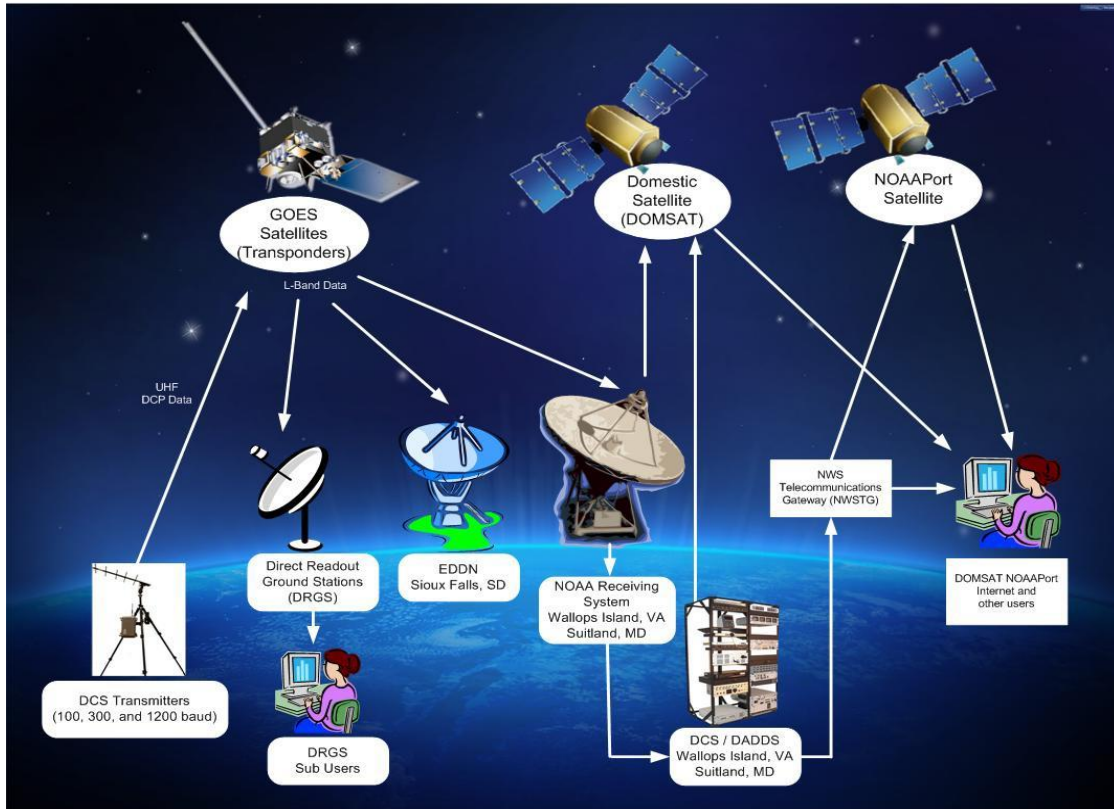 GOES
Satellites
(Transponders)
Domestic
Satellite
(DOMSAT)
NOAAPort
Satellite
L-Band Data
UHF
DCP Data
NWS
Telecommunications
Gateway (NWSTG)
Direct Readout
Ground Stations
(DRGS)
EDDN
Sioux Falls, SD
NOAA Receiving
System
Wallops Island, VA
Suitland, MD
DOMSAT NOAAPort
Internet and
other users
DCS Transmitters
(100, 300, and 1200 baud)
DRGS
Sub Users
DCS / DADDS
Wallops Island, VA
Suitland, MD